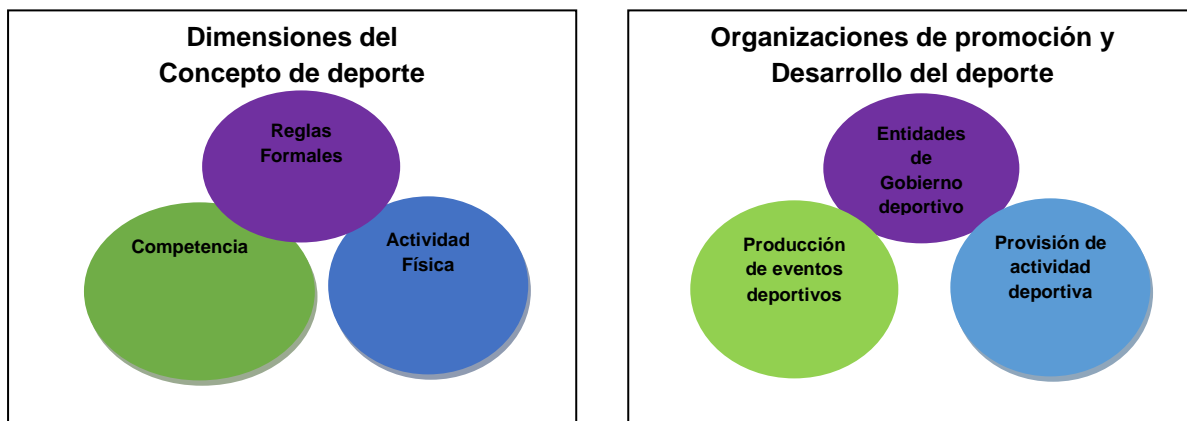 Dimensiones del
Concepto de deporte
Reglas
Formales
Competencia
Actividad
Física
Organizaciones de promoción y
Desarrollo del deporte
Entidades
de
Gobierno
deportivo
Producción
de eventos
deportivos
Provisión de
actividad
deportiva